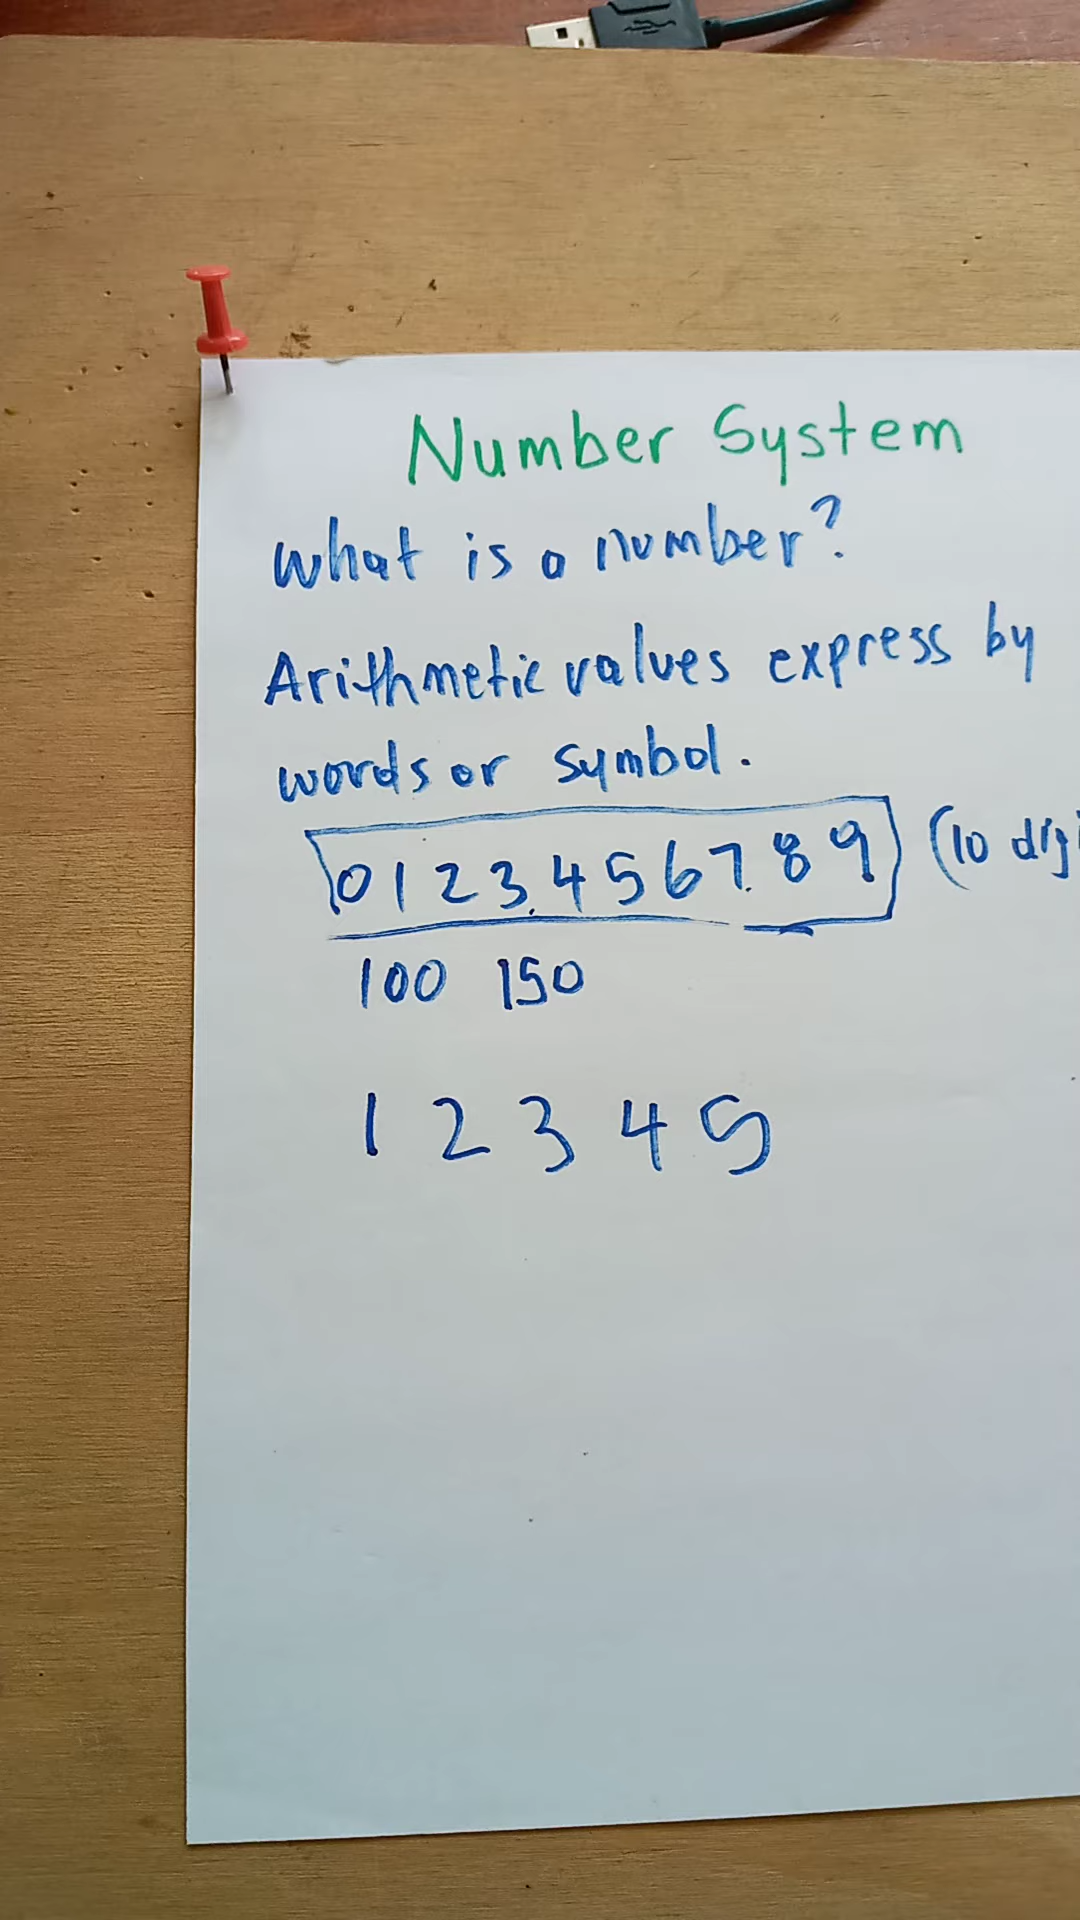 Number System
what is a number?
Arithmetic values express by
words or symbol.
0 1 2 3 4 5 6 7 8 9 (10
100 150
1 2 3 4 5